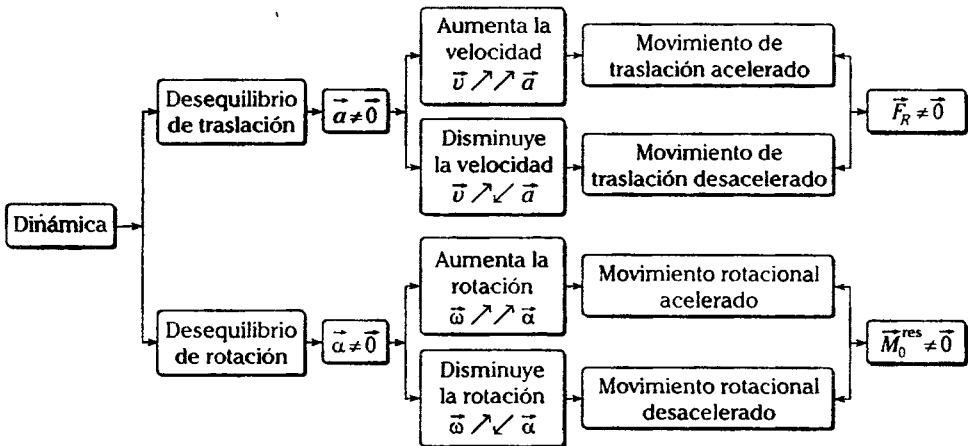 Dinámica
Desequilibrio
de traslación
a⃗ ≠ 0⃗
Aumenta la
velocidad
v⃗ ↗↗ a⃗
Movimiento de
traslación acelerado
Disminuye
la velocidad
v⃗ ↗↙ a⃗
Movimiento de
traslación desacelerado
F⃗_R ≠ 0⃗
Desequilibrio
de rotación
α⃗ ≠ 0⃗
Aumenta la
rotación
ω⃗ ↗↗ α⃗
Movimiento rotacional
acelerado
Disminuye
la rotación
ω⃗ ↗↙ α⃗
Movimiento rotacional
desacelerado
M⃗_0^res ≠ 0⃗